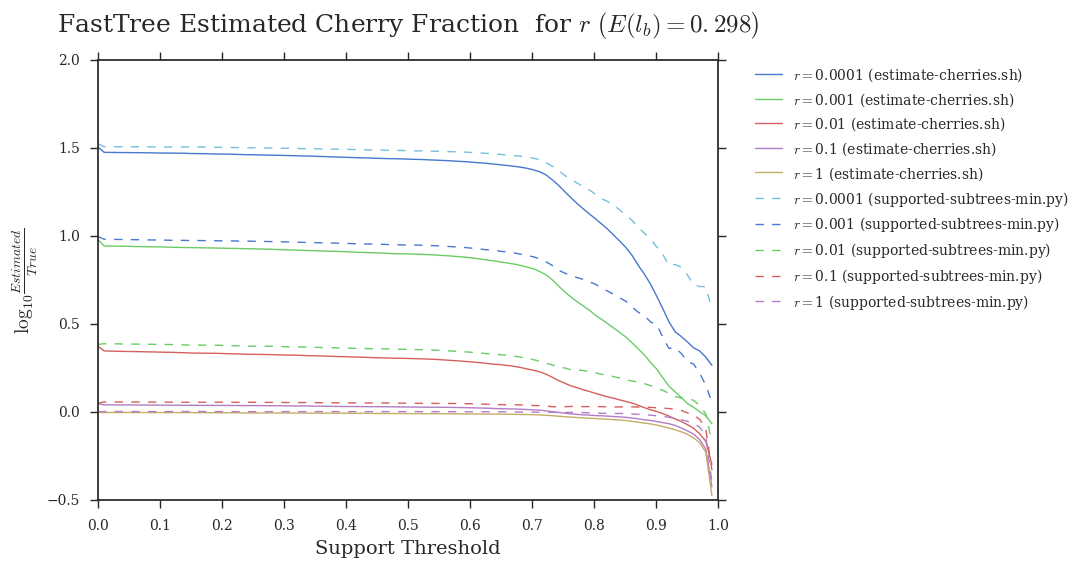 FastTree Estimated Cherry Fraction for r (E(l_b)=0.298)
2.0
1.5
1.0
0.5
0.0
−0.5
log10 Estimated/True
0.0 0.1 0.2 0.3 0.4 0.5 0.6 0.7 0.8 0.9 1.0
Support Threshold
r=0.0001 (estimate-cherries.sh)
r=0.001 (estimate-cherries.sh)
r=0.01 (estimate-cherries.sh)
r=0.1 (estimate-cherries.sh)
r=1 (estimate-cherries.sh)
r=0.0001 (supported-subtrees-min.py)
r=0.001 (supported-subtrees-min.py)
r=0.01 (supported-subtrees-min.py)
r=0.1 (supported-subtrees-min.py)
r=1 (supported-subtrees-min.py)